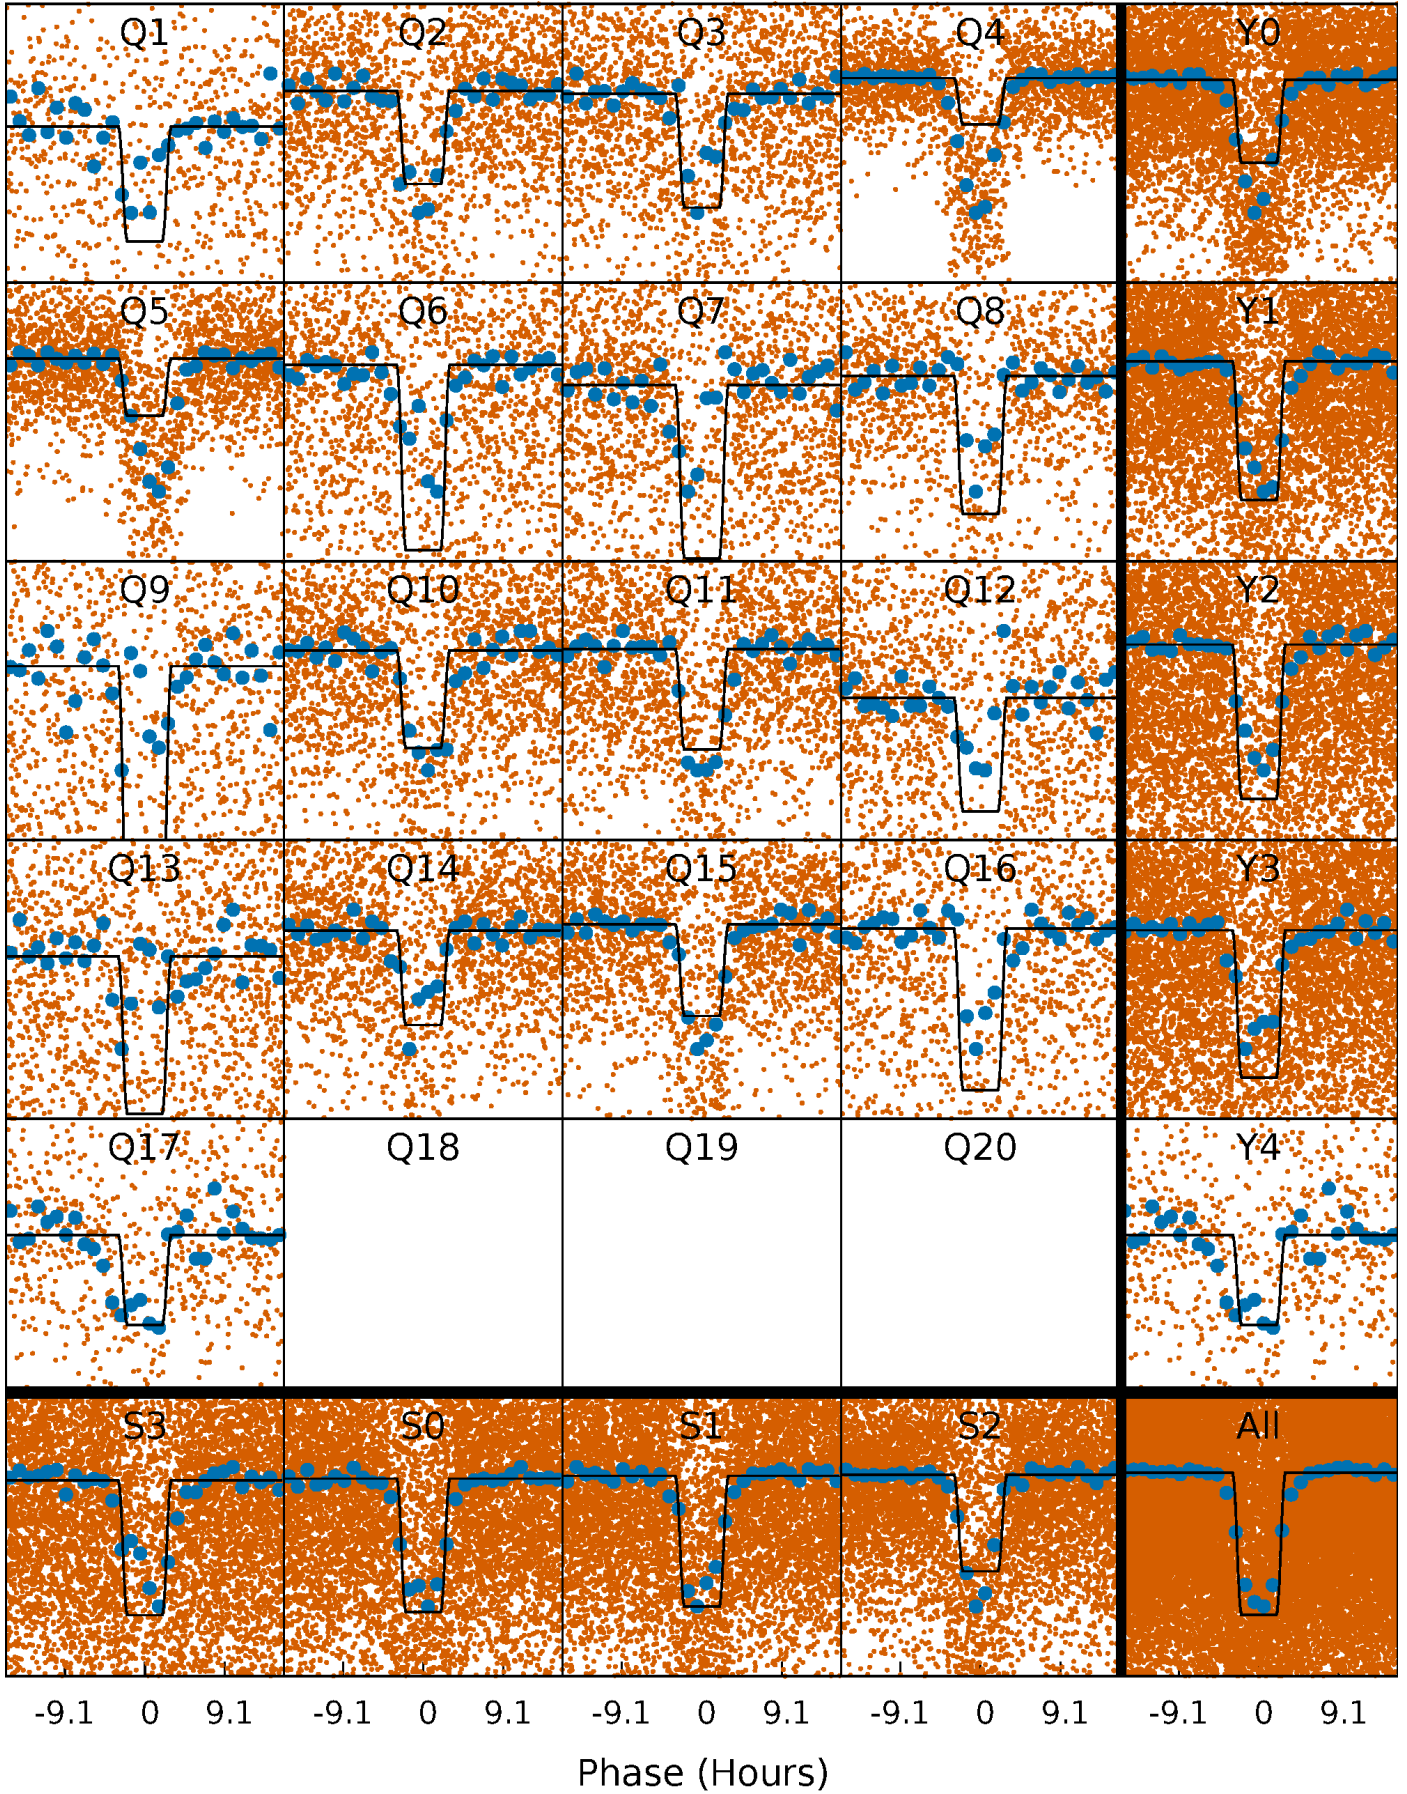 Q1 Q2 Q3 Q4 Y0
Q5 Q6 Q7 Q8 Y1
Q9 Q10 Q11 Q12 Y2
Q13 Q14 Q15 Q16 Y3
Q17 Q18 Q19 Q20 Y4
S3 S0 S1 S2 All
-9.1 0 9.1 -9.1 0 9.1 -9.1 0 9.1 -9.1 0 9.1 -9.1 0 9.1
Phase (Hours)